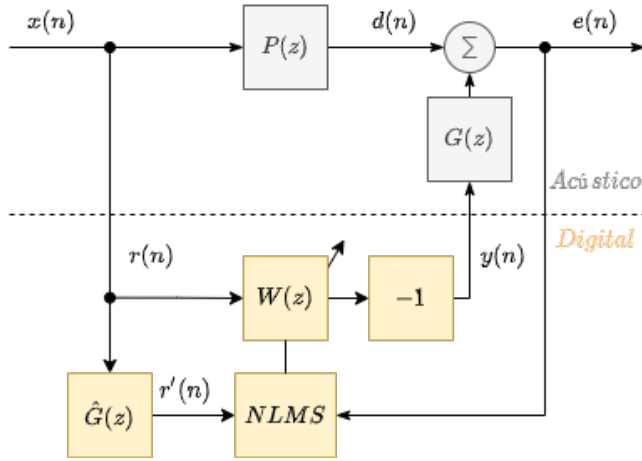 x(n)
d(n)
e(n)
P(z)
Σ
G(z)
Acústico
Digital
r(n)
y(n)
W(z)
−1
r′(n)
Ĝ(z)
NLMS